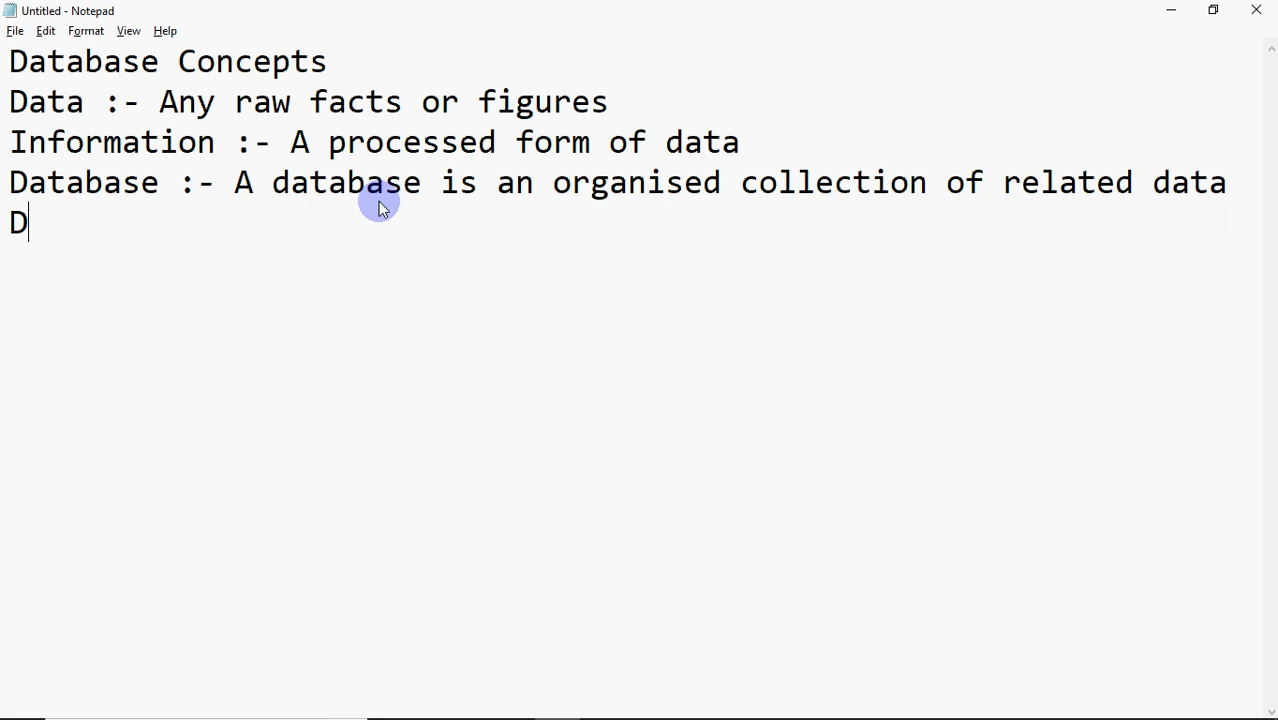 Untitled - Notepad
File Edit Format View Help
Database Concepts
Data :- Any raw facts or figures
Information :- A processed form of data
Database :- A database is an organised collection of related data
D